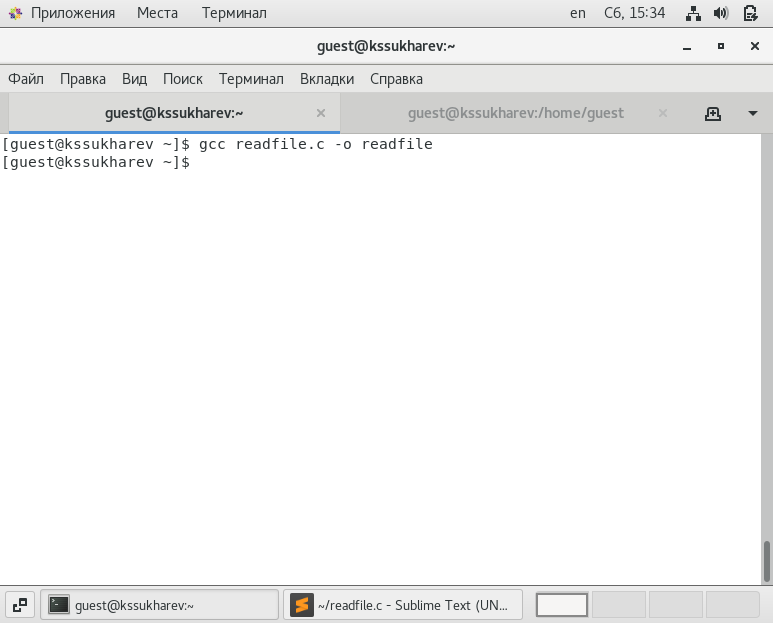 Приложения Места Терминал en Сб, 15:34
guest@kssukharev:~
Файл Правка Вид Поиск Терминал Вкладки Справка
guest@kssukharev:~ guest@kssukharev:/home/guest
[guest@kssukharev ~]$ gcc readfile.c -o readfile
[guest@kssukharev ~]$
guest@kssukharev:~ ~/readfile.c - Sublime Text (UN...